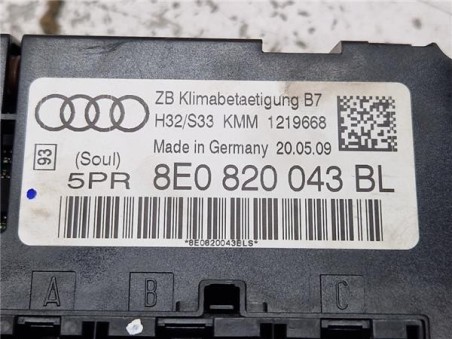 ZB Klimabetaetigung B7
H32/S33 KMM 1219668
Made in Germany 20.05.09
93
(Soul)
5PR 8E0 820 043 BL
*8E0820043BLS*
A B C